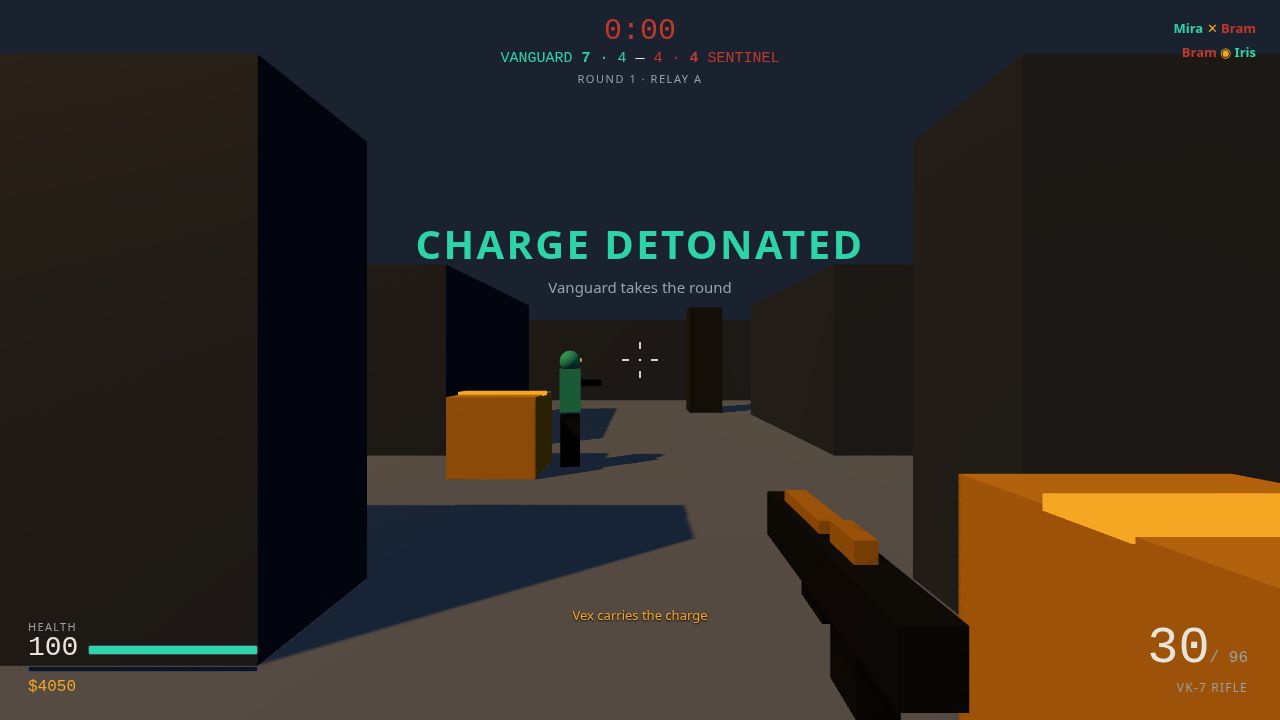 0:00
VANGUARD 7 · 4 — 4 · 4 SENTINEL
ROUND 1 · RELAY A
Mira ✕ Bram
Bram ◉ Iris
CHARGE DETONATED
Vanguard takes the round
Vex carries the charge
HEALTH
100
$4050
30 / 96
VK-7 RIFLE